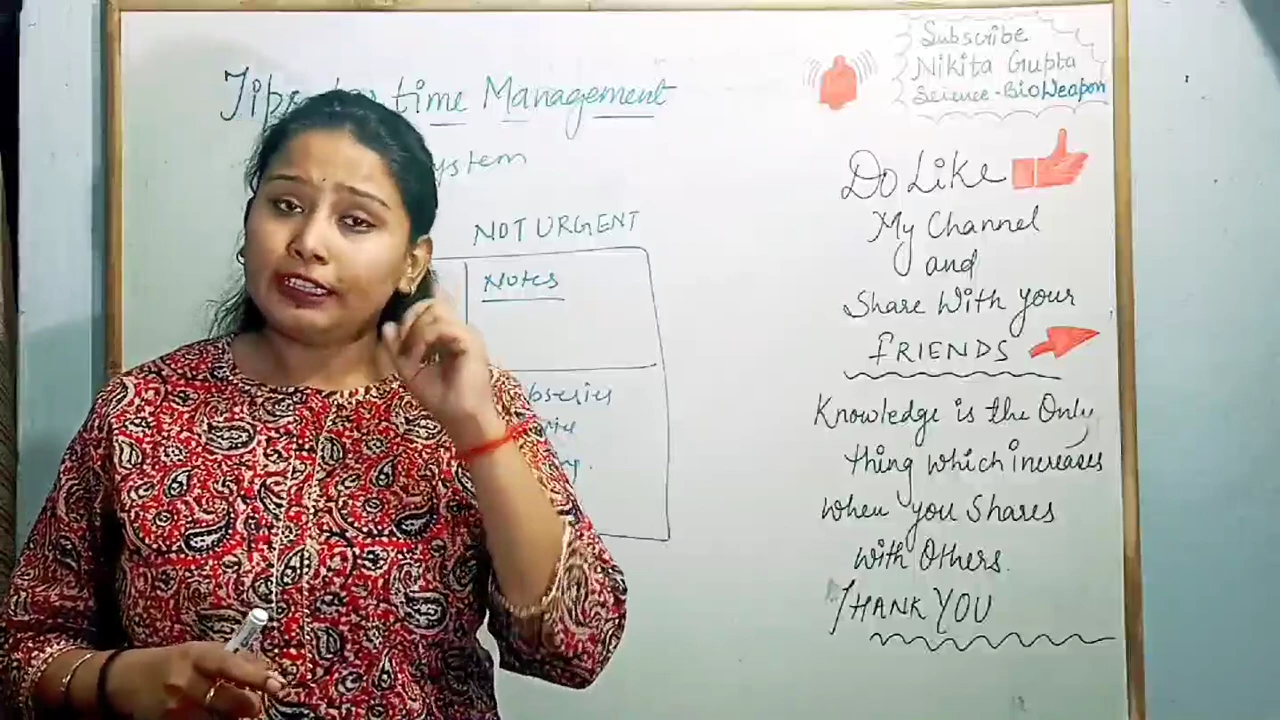 Tips time Management
ystem
NOT URGENT
Notes
Subscribe
Nikita Gupta
Science-BioWeapon
Do Like
My Channel
and
Share With your
FRIENDS
Knowledge is the Only
thing which increases
when you Shares
with Others.
THANK YOU